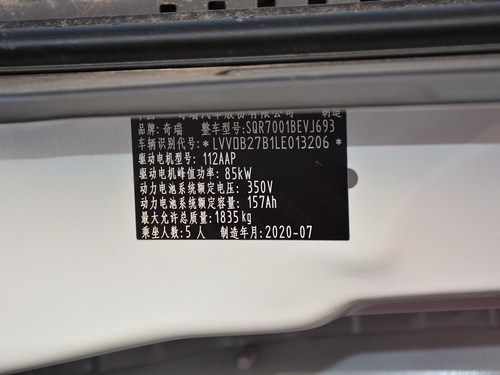 品牌：奇瑞 整车型号：SQR7001BEVJ693
车辆识别代号：*LVVDB27B1LE013206*
驱动电机型号：112AAP
驱动电机峰值功率：85kW
动力电池系统额定电压：350V
动力电池系统额定容量：157Ah
最大允许总质量：1835kg
乘坐人数：5人 制造年月：2020-07